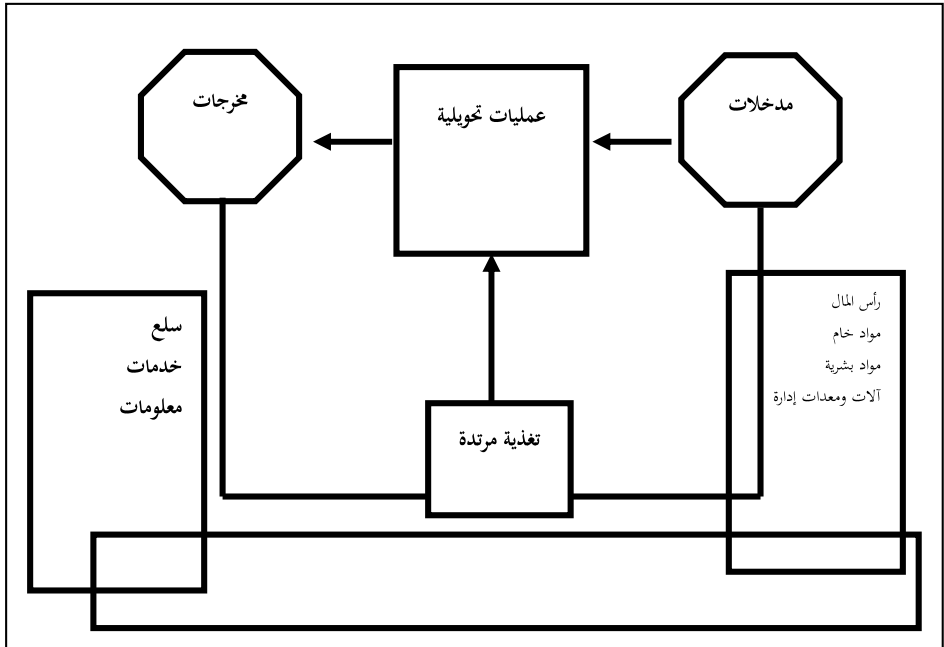 مدخلات
عمليات تحويلية
مخرجات
رأس المال
مواد خام
مواد بشرية
آلات ومعدات إدارة
سلع
خدمات
معلومات
تغذية مرتدة